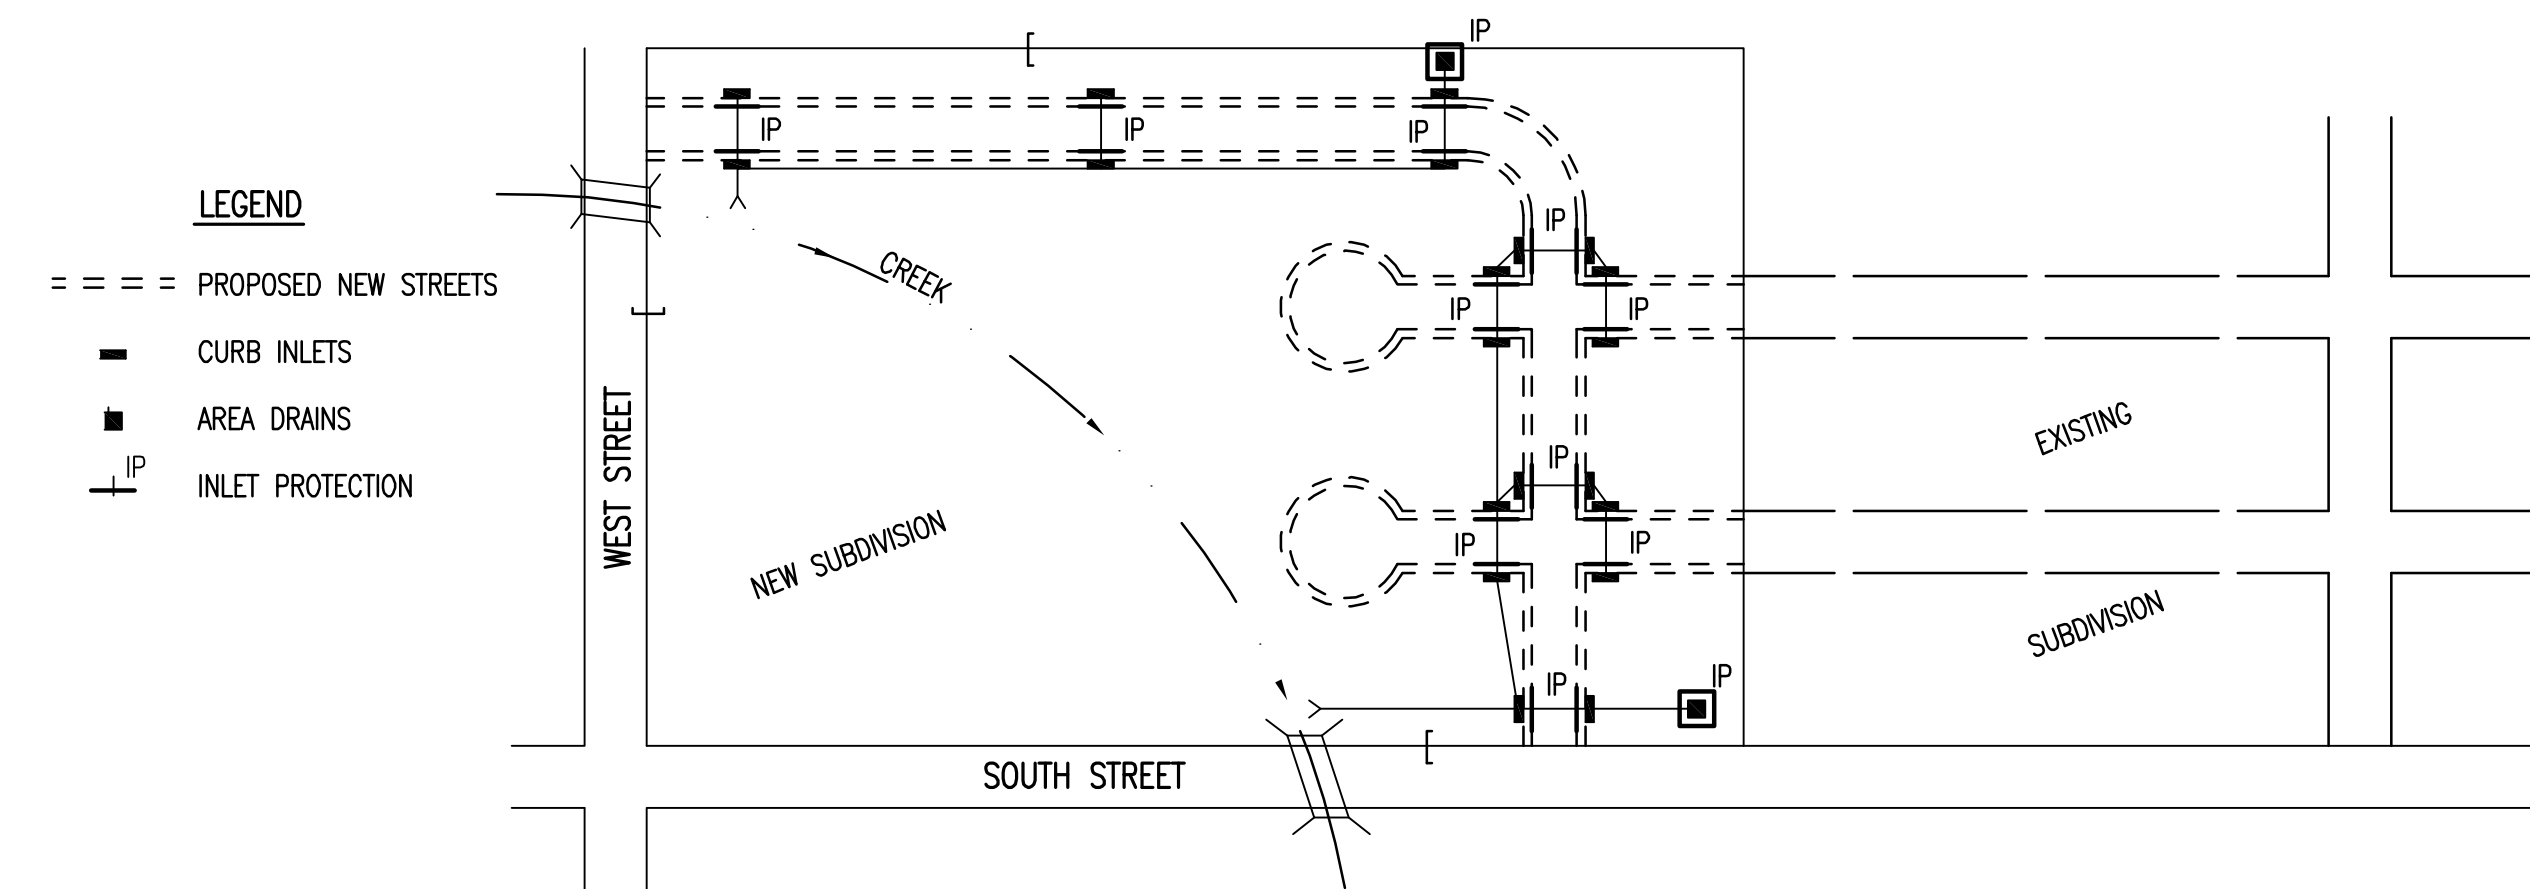 IP
IP
IP
IP
LEGEND
IP
CREEK
PROPOSED NEW STREETS
IP
IP
CURB INLETS
WEST STREET
AREA DRAINS
EXISTING
IP
IP
INLET PROTECTION
NEW SUBDIVISION
IP
IP
SUBDIVISION
IP
IP
SOUTH STREET